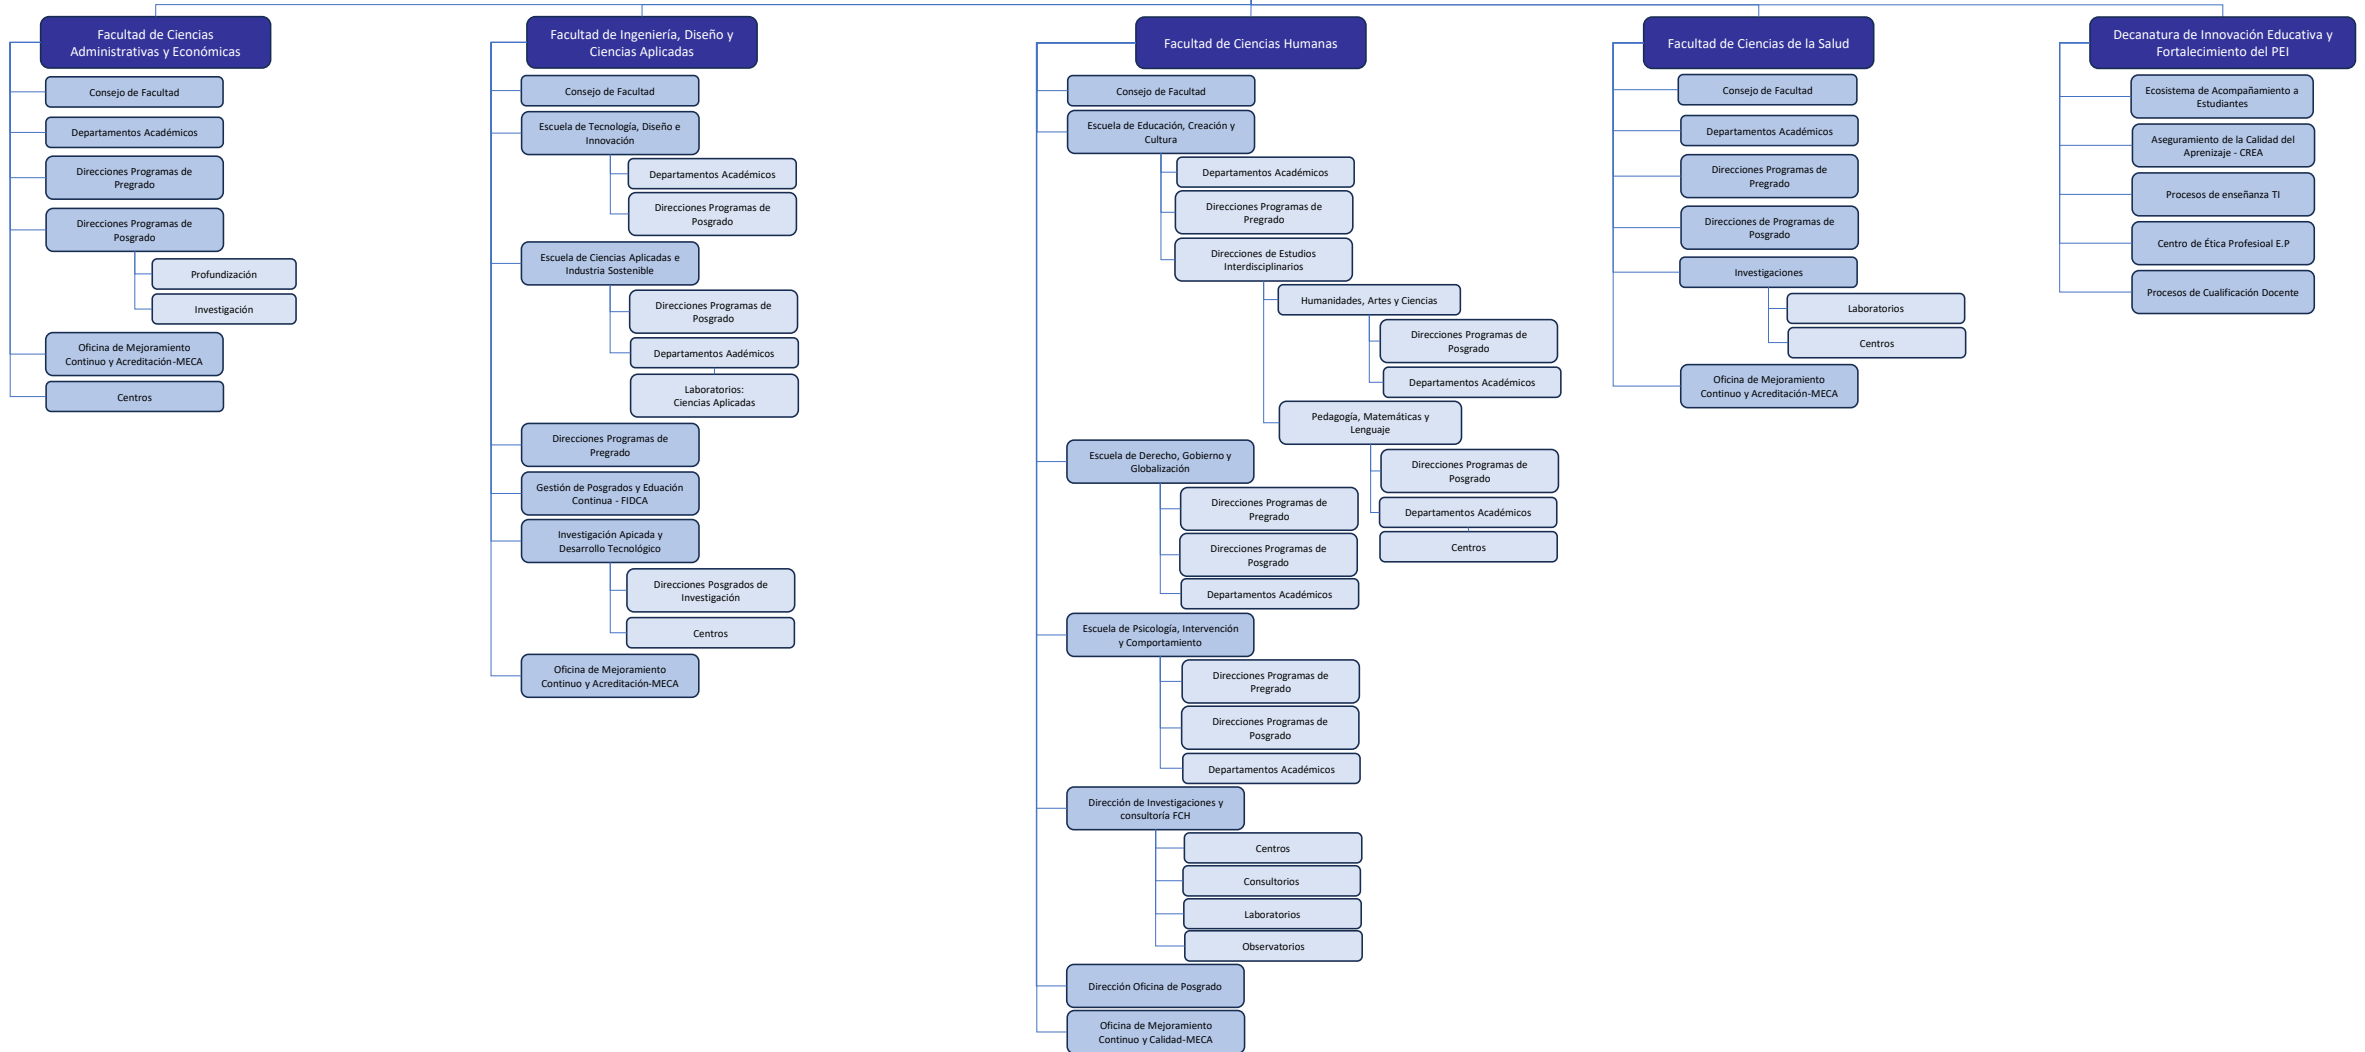 Facultad de Ciencias
Administrativas y Económicas
Consejo de Facultad
Departamentos Académicos
Direcciones Programas de
Pregrado
Direcciones Programas de
Posgrado
Profundización
Investigación
Oficina de Mejoramiento
Continuo y Acreditación-MECA
Centros
Facultad de Ingeniería, Diseño y
Ciencias Aplicadas
Consejo de Facultad
Escuela de Tecnología, Diseño e
Innovación
Departamentos Académicos
Direcciones Programas de
Posgrado
Escuela de Ciencias Aplicadas e
Industria Sostenible
Direcciones Programas de
Posgrado
Departamentos Aadémicos
Laboratorios:
Ciencias Aplicadas
Direcciones Programas de
Pregrado
Gestión de Posgrados y Eduación
Continua - FIDCA
Investigación Apicada y
Desarrollo Tecnológico
Direcciones Posgrados de
Investigación
Centros
Oficina de Mejoramiento
Continuo y Acreditación-MECA
Facultad de Ciencias Humanas
Consejo de Facultad
Escuela de Educación, Creación y
Cultura
Departamentos Académicos
Direcciones Programas de
Pregrado
Direcciones de Estudios
Interdisciplinarios
Humanidades, Artes y Ciencias
Direcciones Programas de
Posgrado
Departamentos Académicos
Pedagogía, Matemáticas y
Lenguaje
Direcciones Programas de
Posgrado
Departamentos Académicos
Centros
Escuela de Derecho, Gobierno y
Globalización
Direcciones Programas de
Pregrado
Direcciones Programas de
Posgrado
Departamentos Académicos
Escuela de Psicología, Intervención
y Comportamiento
Direcciones Programas de
Pregrado
Direcciones Programas de
Posgrado
Departamentos Académicos
Dirección de Investigaciones y
consultoría FCH
Centros
Consultorios
Laboratorios
Observatorios
Dirección Oficina de Posgrado
Oficina de Mejoramiento
Continuo y Calidad-MECA
Facultad de Ciencias de la Salud
Consejo de Facultad
Departamentos Académicos
Direcciones Programas de
Pregrado
Direcciones de Programas de
Posgrado
Investigaciones
Laboratorios
Centros
Oficina de Mejoramiento
Continuo y Acreditación-MECA
Decanatura de Innovación Educativa y
Fortalecimiento del PEI
Ecosistema de Acompañamiento a
Estudiantes
Aseguramiento de la Calidad del
Aprenizaje - CREA
Procesos de enseñanza TI
Centro de Ética Profesioal E.P
Procesos de Cualificación Docente